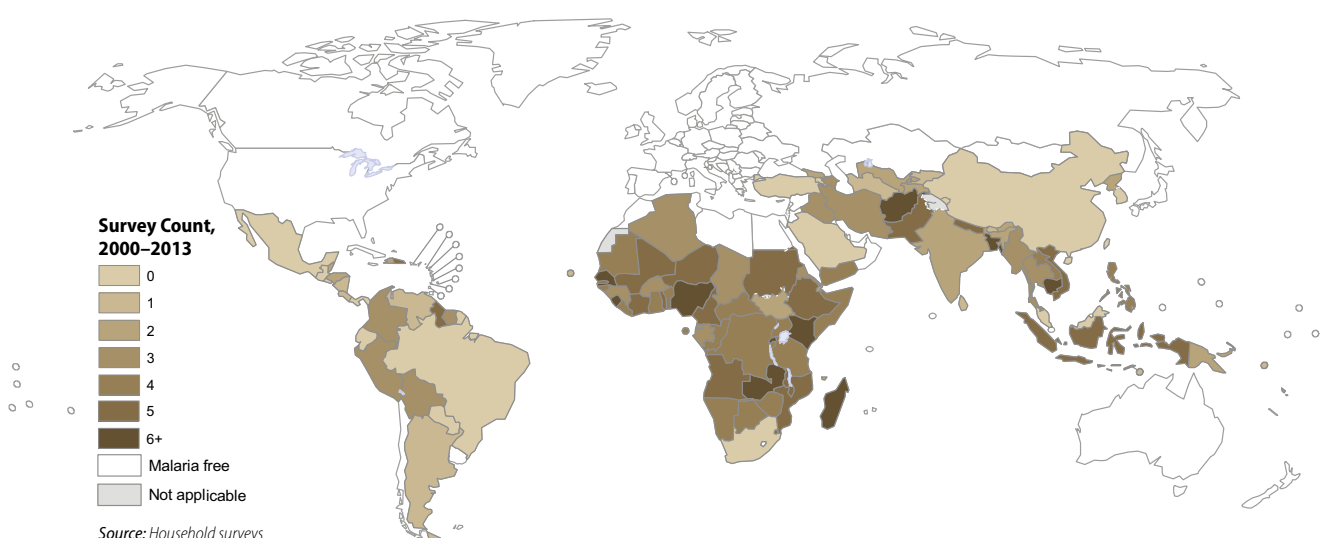 Survey Count,
2000–2013
0
1
2
3
4
5
6+
Malaria free
Not applicable
Source: Household surveys